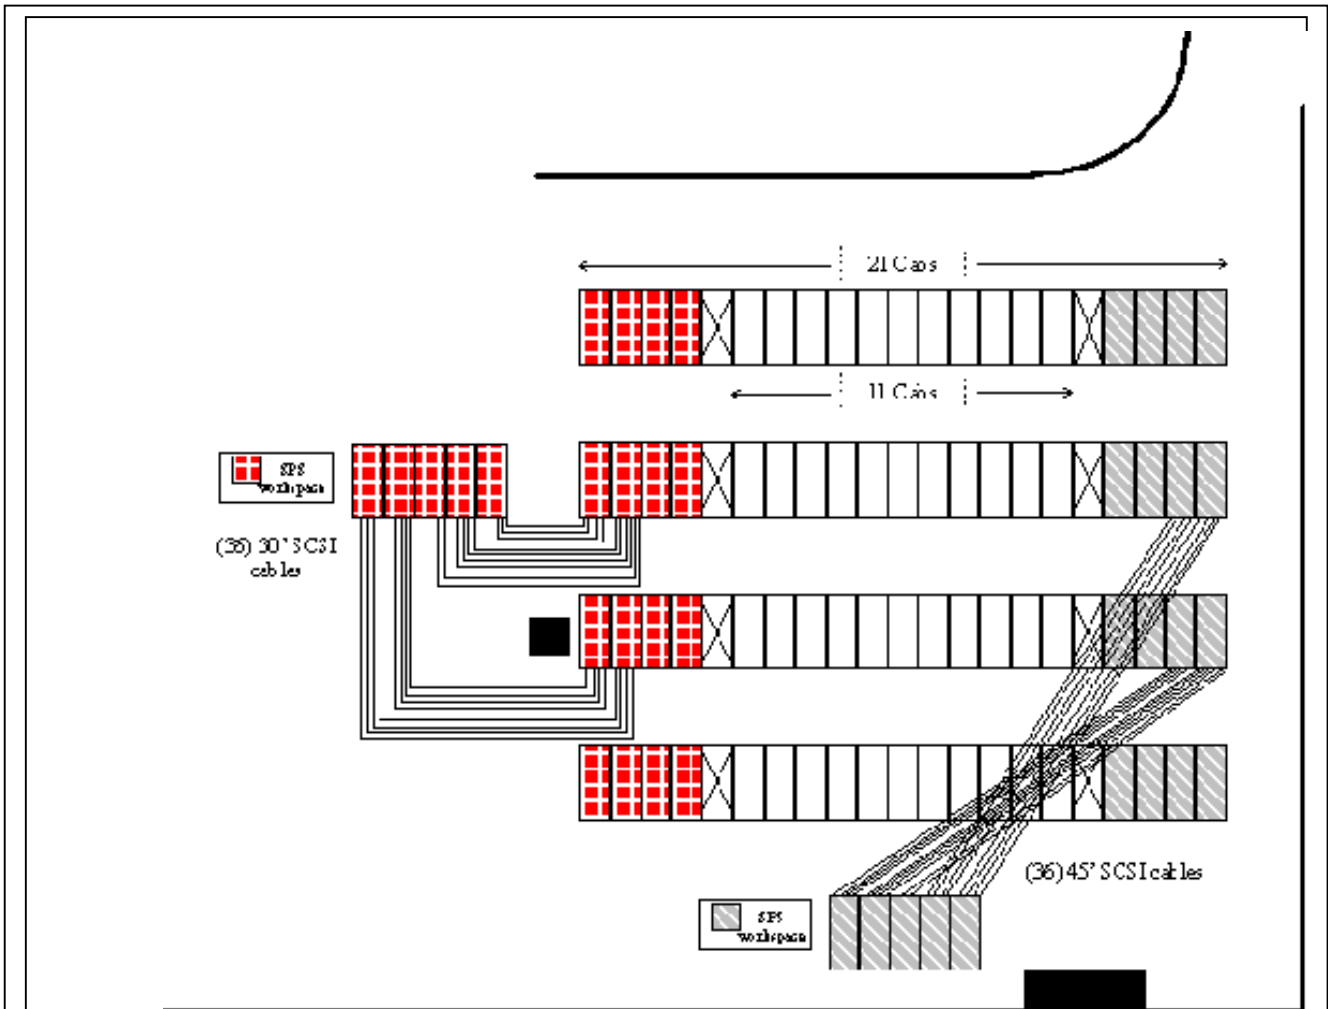 21 Cabs
11 Cabs
SPS
workspace
(36) 30' SCSI
cables
(36) 45' SCSI cables
SPS
workspace